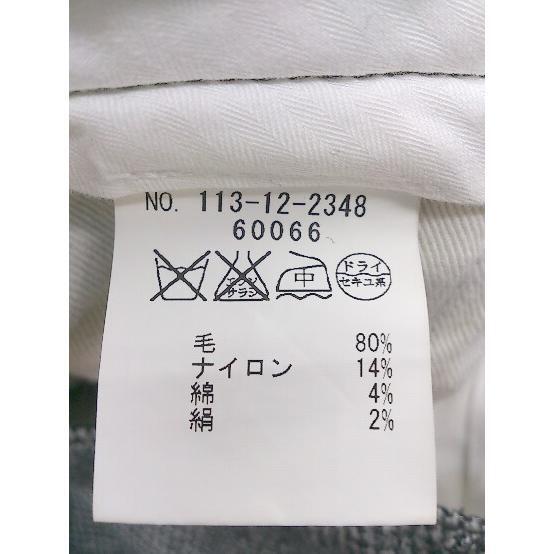 NO. 113-12-2348
60066
エンソ
サラシ
中
ドライ
セキユ系
毛 80%
ナイロン 14%
綿 4%
絹 2%